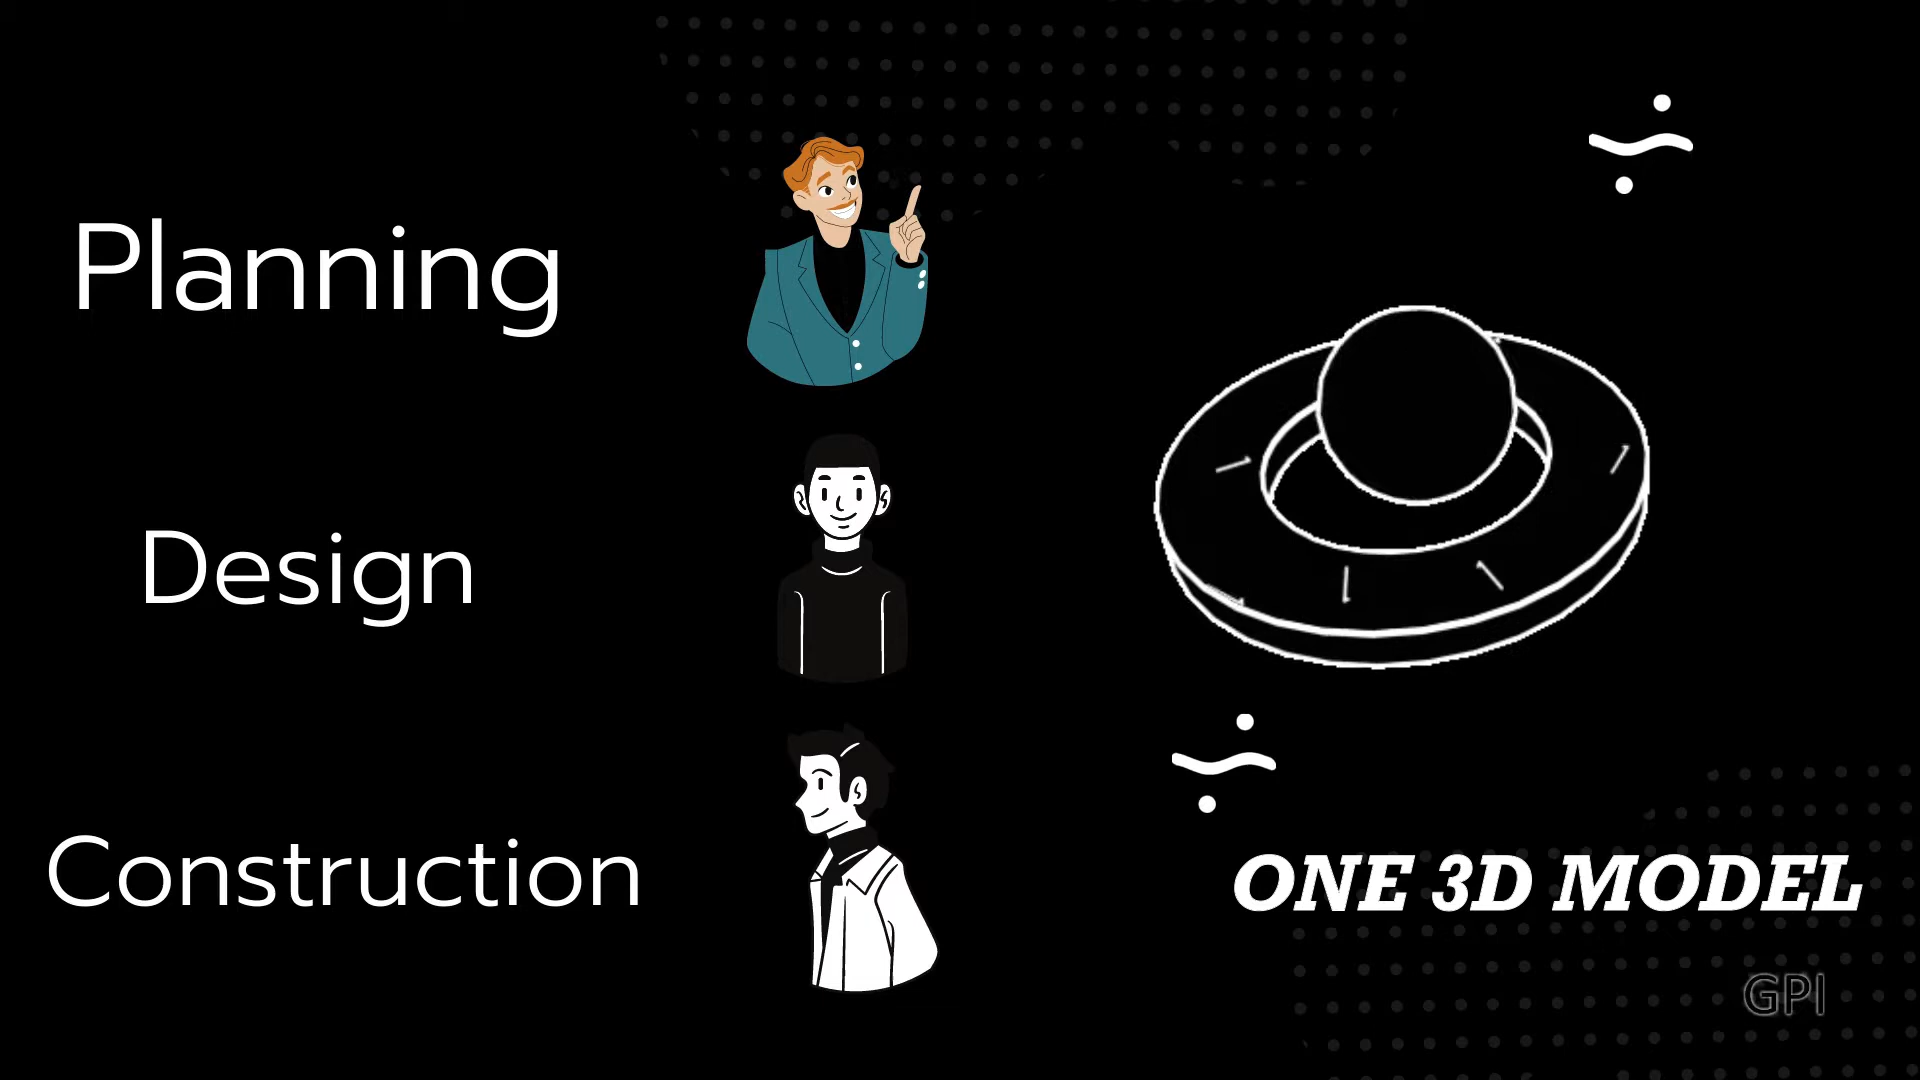 Planning
Design
Construction
ONE 3D MODEL
GPI